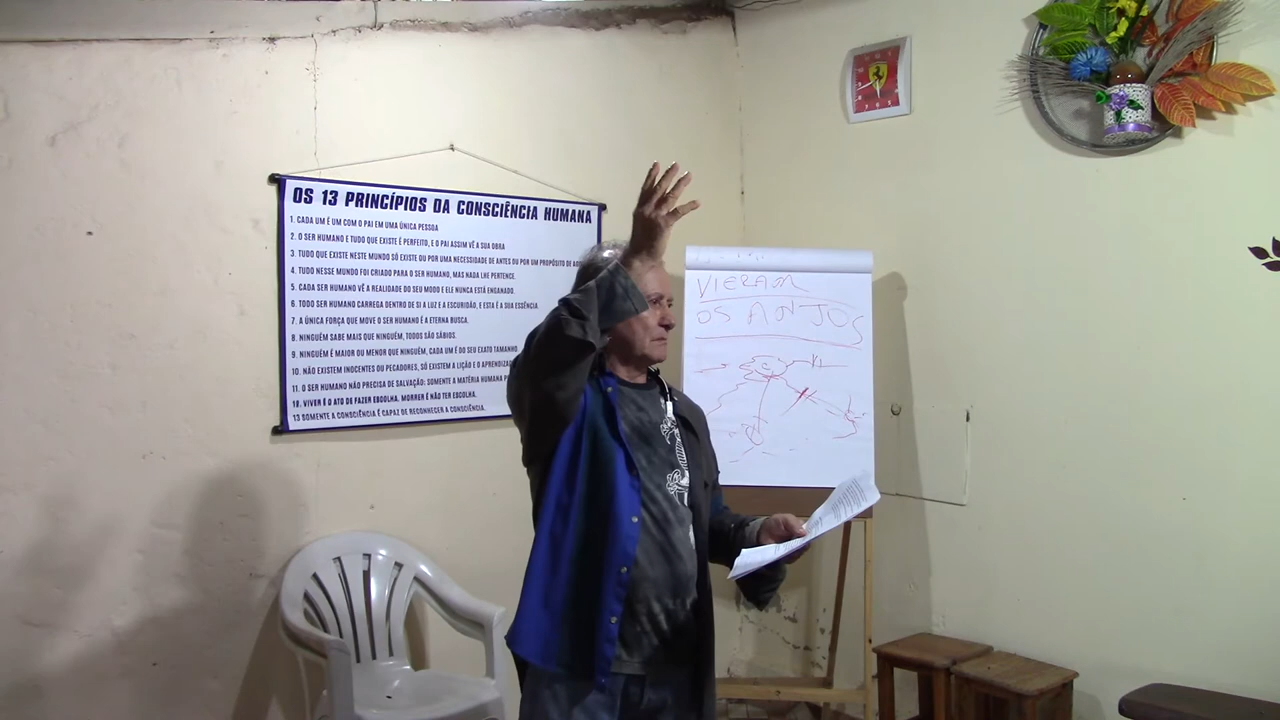 OS 13 PRINCÍPIOS DA CONSCIÊNCIA HUMANA
1. CADA UM É UM COM O PAI EM UMA ÚNICA PESSOA
2. O SER HUMANO E TUDO QUE EXISTE É PERFEITO, E O PAI ASSIM VÊ A SUA OBRA
3. TUDO QUE EXISTE NESTE MUNDO SÓ EXISTE OU POR UMA NECESSIDADE DE ANTES OU POR UM PROPÓSITO DE
4. TUDO NESSE MUNDO FOI CRIADO PARA O SER HUMANO, MAS NADA LHE PERTENCE.
5. CADA SER HUMANO VÊ A REALIDADE DO SEU MODO E ELE NUNCA ESTÁ ENGANADO.
6. TODO SER HUMANO CARREGA DENTRO DE SI A LUZ E A ESCURIDÃO, E ESTA É A SUA ESSÊNCIA.
7. A ÚNICA FORÇA QUE MOVE O SER HUMANO É A ETERNA BUSCA.
8. NINGUÉM SABE MAIS QUE NINGUÉM, TODOS SÃO SÁBIOS.
9. NINGUÉM É MAIOR OU MENOR QUE NINGUÉM, CADA UM É DO SEU EXATO TAMANHO
10. NÃO EXISTEM INOCENTES OU PECADORES, SÓ EXISTEM A LIÇÃO E O APRENDIZAD
11. O SER HUMANO NÃO PRECISA DE SALVAÇÃO; SOMENTE A MATÉRIA HUMANA
12. VIVER É O ATO DE FAZER ESCOLHA. MORRER É NÃO TER ESCOLHA.
13 SOMENTE A CONSCIÊNCIA É CAPAZ DE RECONHECER A CONSCIÊNCIA.
VIERAM
OS ANJOS